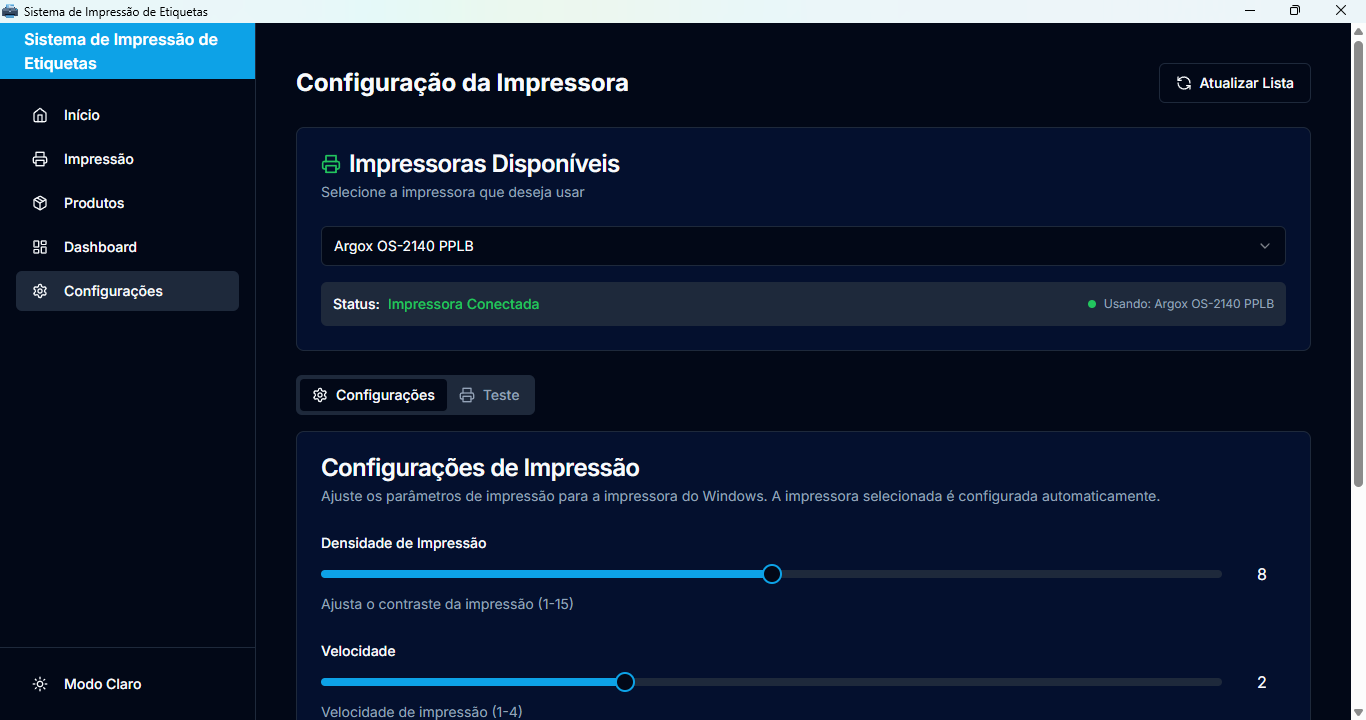 Sistema de Impressão de Etiquetas
Sistema de Impressão de
Etiquetas
Início
Impressão
Produtos
Dashboard
Configurações
Modo Claro
Configuração da Impressora
Atualizar Lista
Impressoras Disponíveis
Selecione a impressora que deseja usar
Argox OS-2140 PPLB
Status: Impressora Conectada
Usando: Argox OS-2140 PPLB
Configurações
Teste
Configurações de Impressão
Ajuste os parâmetros de impressão para a impressora do Windows. A impressora selecionada é configurada automaticamente.
Densidade de Impressão
8
Ajusta o contraste da impressão (1-15)
Velocidade
2
Velocidade de impressão (1-4)